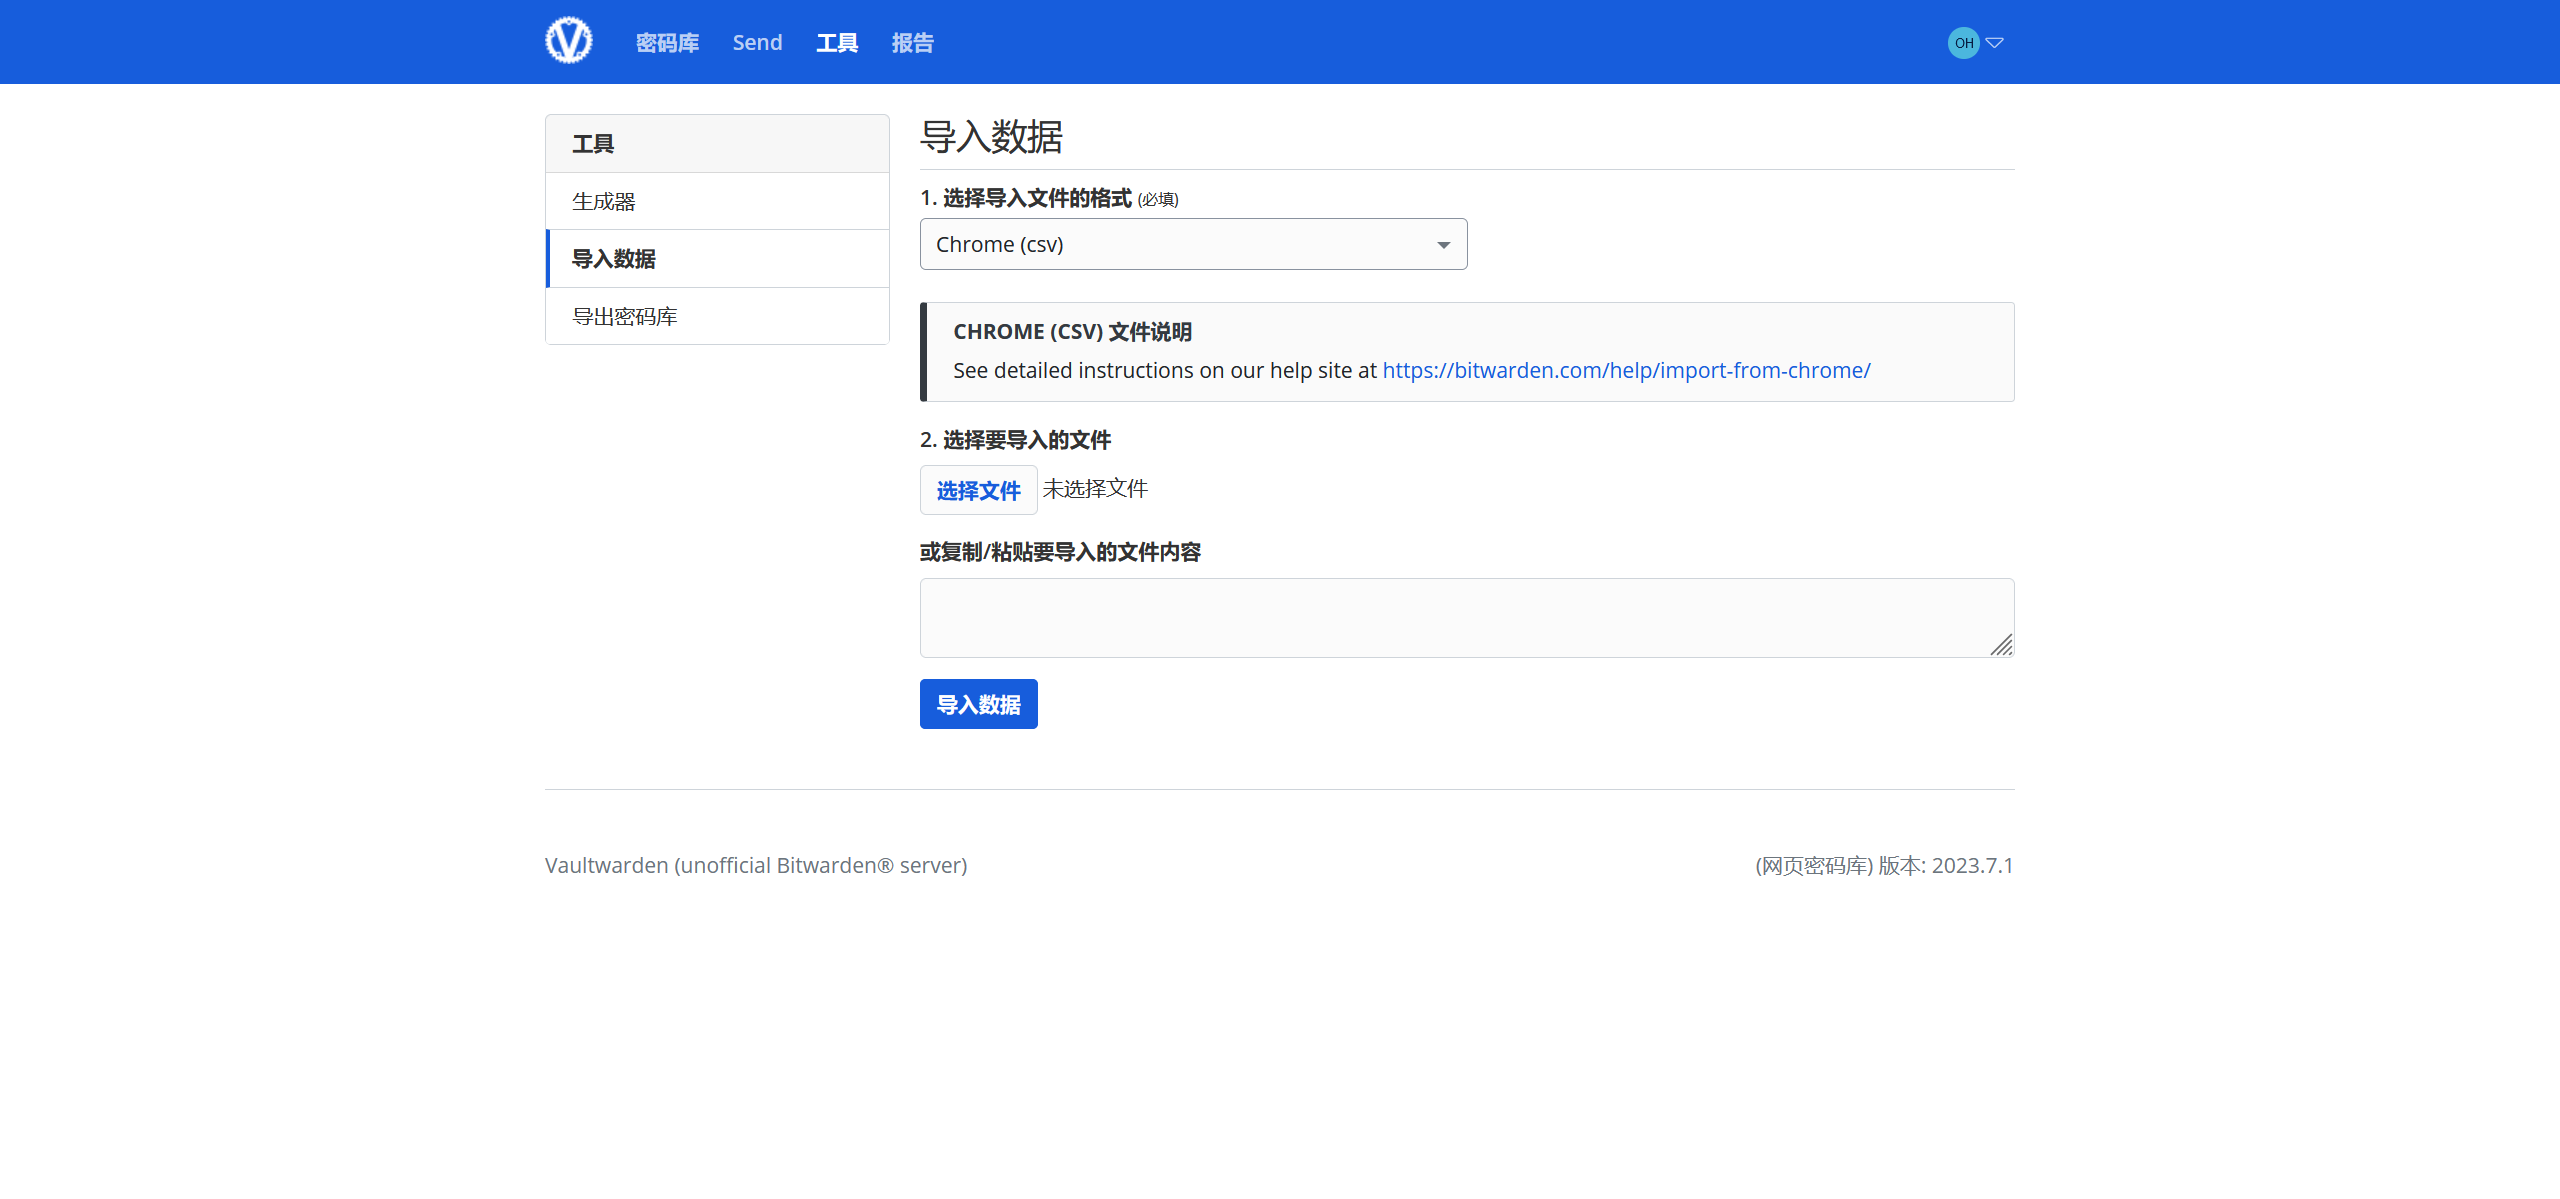 密码库 Send 工具 报告 OH
工具
生成器
导入数据
导出密码库
导入数据
1. 选择导入文件的格式 (必填)
Chrome (csv)
CHROME (CSV) 文件说明
See detailed instructions on our help site at https://bitwarden.com/help/import-from-chrome/
2. 选择要导入的文件
选择文件 未选择文件
或复制/粘贴要导入的文件内容
导入数据
Vaultwarden (unofficial Bitwarden® server)
(网页密码库) 版本: 2023.7.1